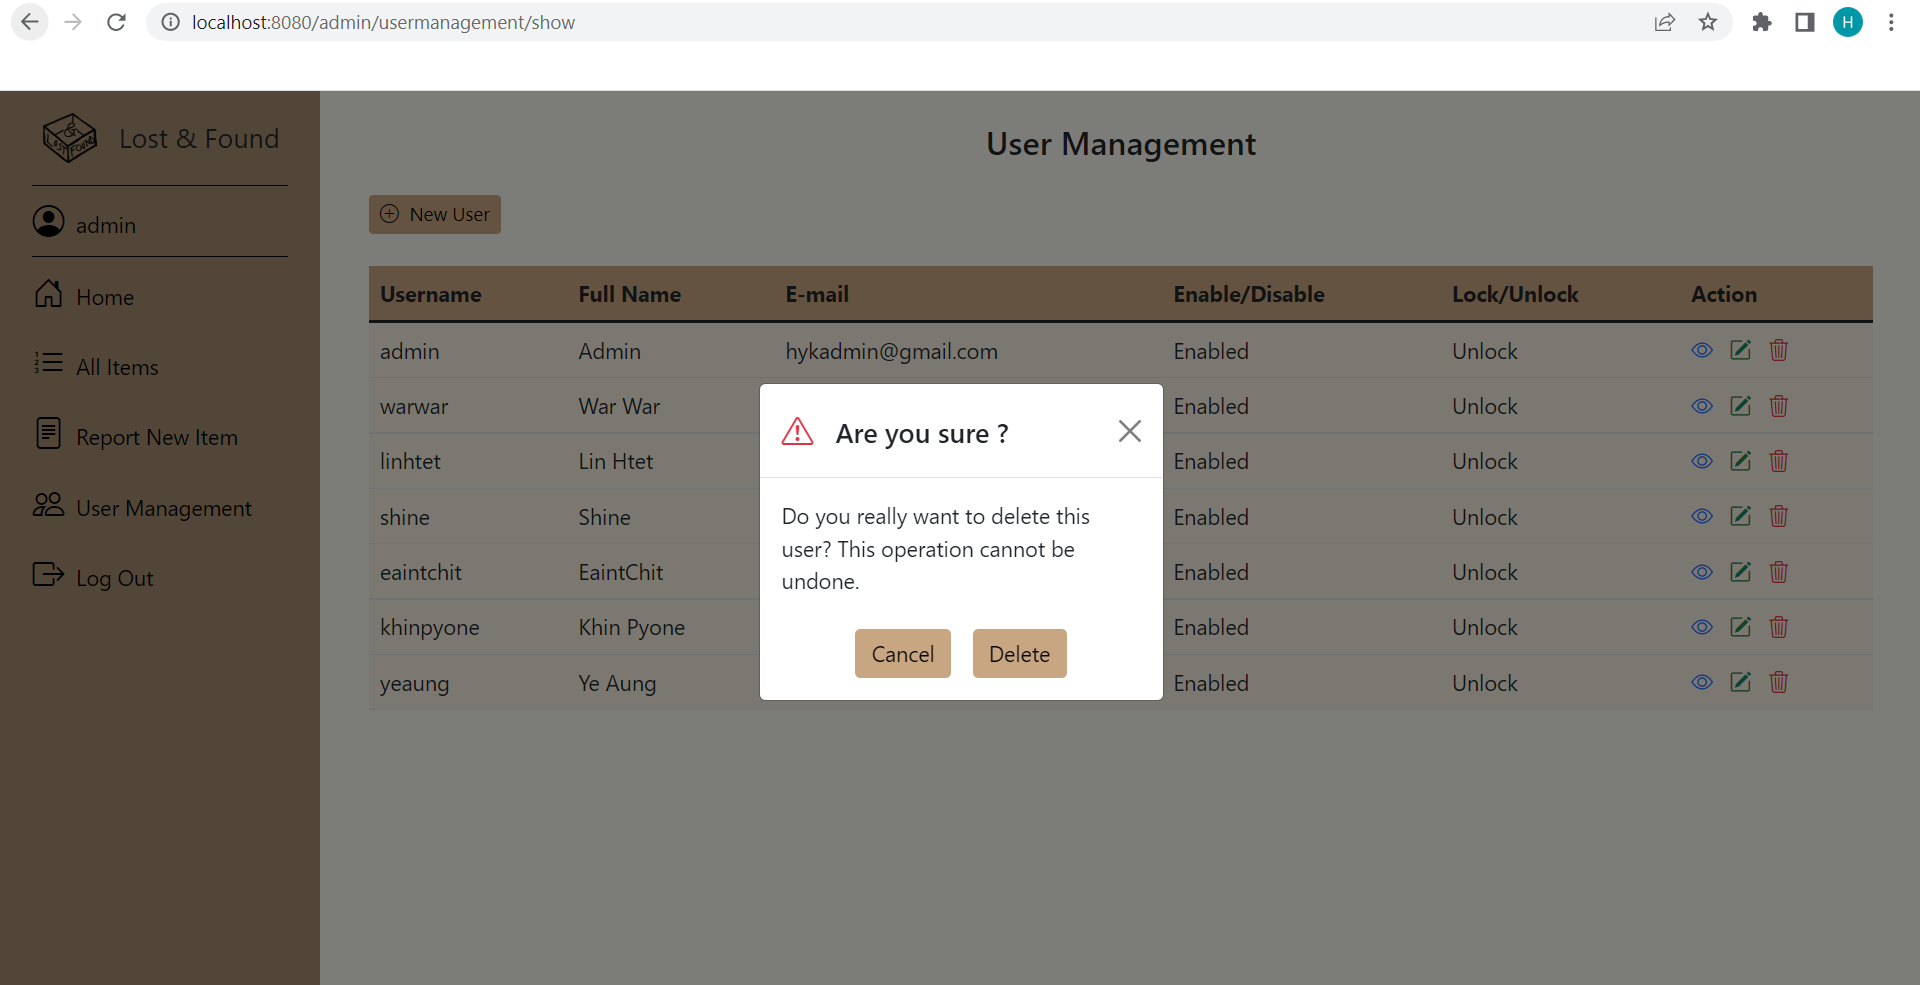 localhost:8080/admin/usermanagement/show
H
& LOST FOUND
Lost & Found
admin
Home
All Items
Report New Item
User Management
Log Out
User Management
New User
Username Full Name E-mail Enable/Disable Lock/Unlock Action
admin Admin hykadmin@gmail.com Enabled Unlock
warwar War War Enabled Unlock
linhtet Lin Htet Enabled Unlock
shine Shine Enabled Unlock
eaintchit EaintChit Enabled Unlock
khinpyone Khin Pyone Enabled Unlock
yeaung Ye Aung Enabled Unlock
Are you sure ?
Do you really want to delete this
user? This operation cannot be
undone.
Cancel Delete